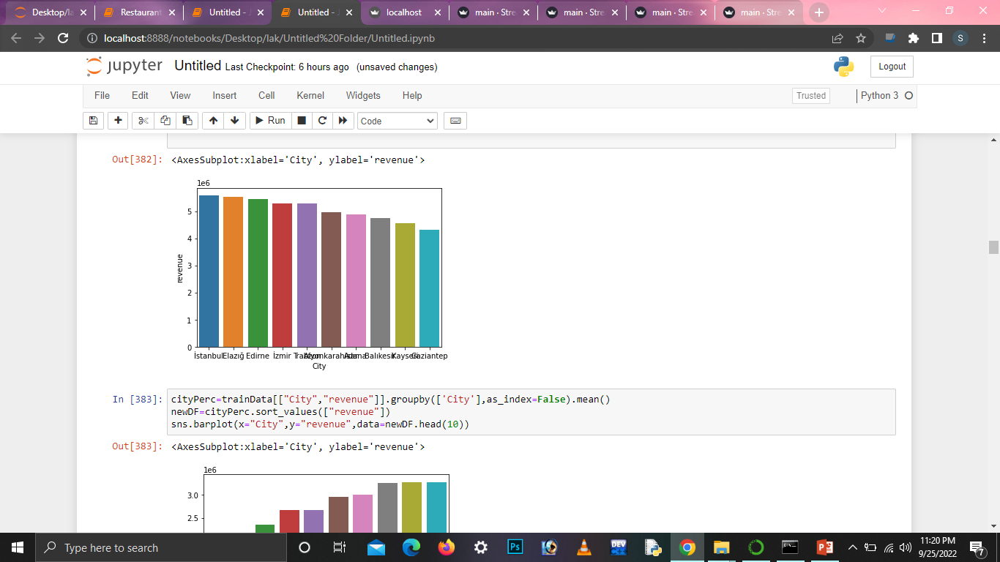 Desktop/la
Restaurant
Untitled - J
Untitled - J
localhost
main · Stre
main · Stre
main · Stre
main · Stre
localhost:8888/notebooks/Desktop/lak/Untitled%20Folder/Untitled.ipynb
S
jupyter Untitled Last Checkpoint: 6 hours ago (unsaved changes)
Logout
File Edit View Insert Cell Kernel Widgets Help
Trusted
Python 3
Run
Code
Out[382]: <AxesSubplot:xlabel='City', ylabel='revenue'>
1e6
5
4
3
2
1
0
revenue
İstanbul Elazığ Edirne İzmir Trabzon Afyonkarahisar Adana Balıkesir Kayseri Gaziantep
City
In [383]: cityPerc=trainData[["City","revenue"]].groupby(['City'],as_index=False).mean()
newDF=cityPerc.sort_values(["revenue"])
sns.barplot(x="City",y="revenue",data=newDF.head(10))
Out[383]: <AxesSubplot:xlabel='City', ylabel='revenue'>
1e6
3.0
2.5
Type here to search
Ps
DEV
P
11:20 PM
9/25/2022
7